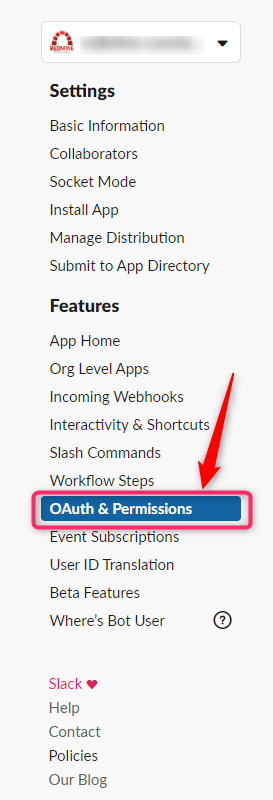 REDMINE
Settings
Basic Information
Collaborators
Socket Mode
Install App
Manage Distribution
Submit to App Directory
Features
App Home
Org Level Apps
Incoming Webhooks
Interactivity & Shortcuts
Slash Commands
Workflow Steps
OAuth & Permissions
Event Subscriptions
User ID Translation
Beta Features
Where's Bot User ?
Slack ♥
Help
Contact
Policies
Our Blog